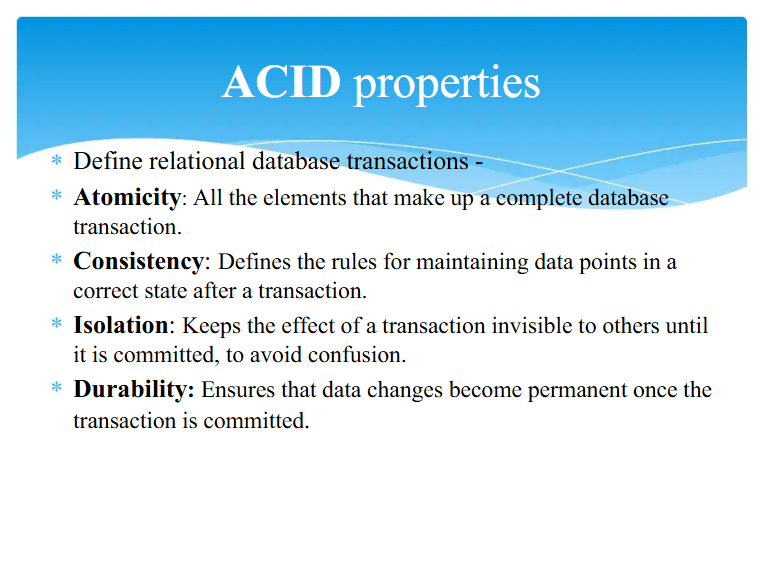 ACID properties
* Define relational database transactions -
* Atomicity: All the elements that make up a complete database
transaction.
* Consistency: Defines the rules for maintaining data points in a
correct state after a transaction.
* Isolation: Keeps the effect of a transaction invisible to others until
it is committed, to avoid confusion.
* Durability: Ensures that data changes become permanent once the
transaction is committed.